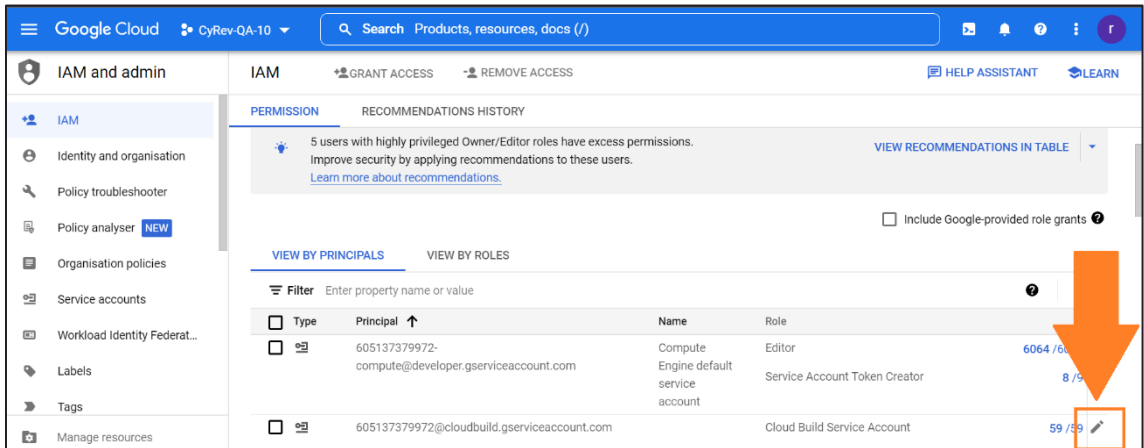 Google Cloud
CyRev-QA-10
Search Products, resources, docs (/)
r
IAM and admin
IAM
GRANT ACCESS
REMOVE ACCESS
HELP ASSISTANT
LEARN
IAM
Identity and organisation
Policy troubleshooter
Policy analyser NEW
Organisation policies
Service accounts
Workload Identity Federat...
Labels
Tags
Manage resources
PERMISSION
RECOMMENDATIONS HISTORY
5 users with highly privileged Owner/Editor roles have excess permissions.
Improve security by applying recommendations to these users.
Learn more about recommendations.
VIEW RECOMMENDATIONS IN TABLE
Include Google-provided role grants
VIEW BY PRINCIPALS
VIEW BY ROLES
Filter Enter property name or value
Type Principal Name Role
605137379972-
compute@developer.gserviceaccount.com
Compute
Engine default
service
account
Editor
6064
Service Account Token Creator
8 /9
605137379972@cloudbuild.gserviceaccount.com
Cloud Build Service Account
59 /59